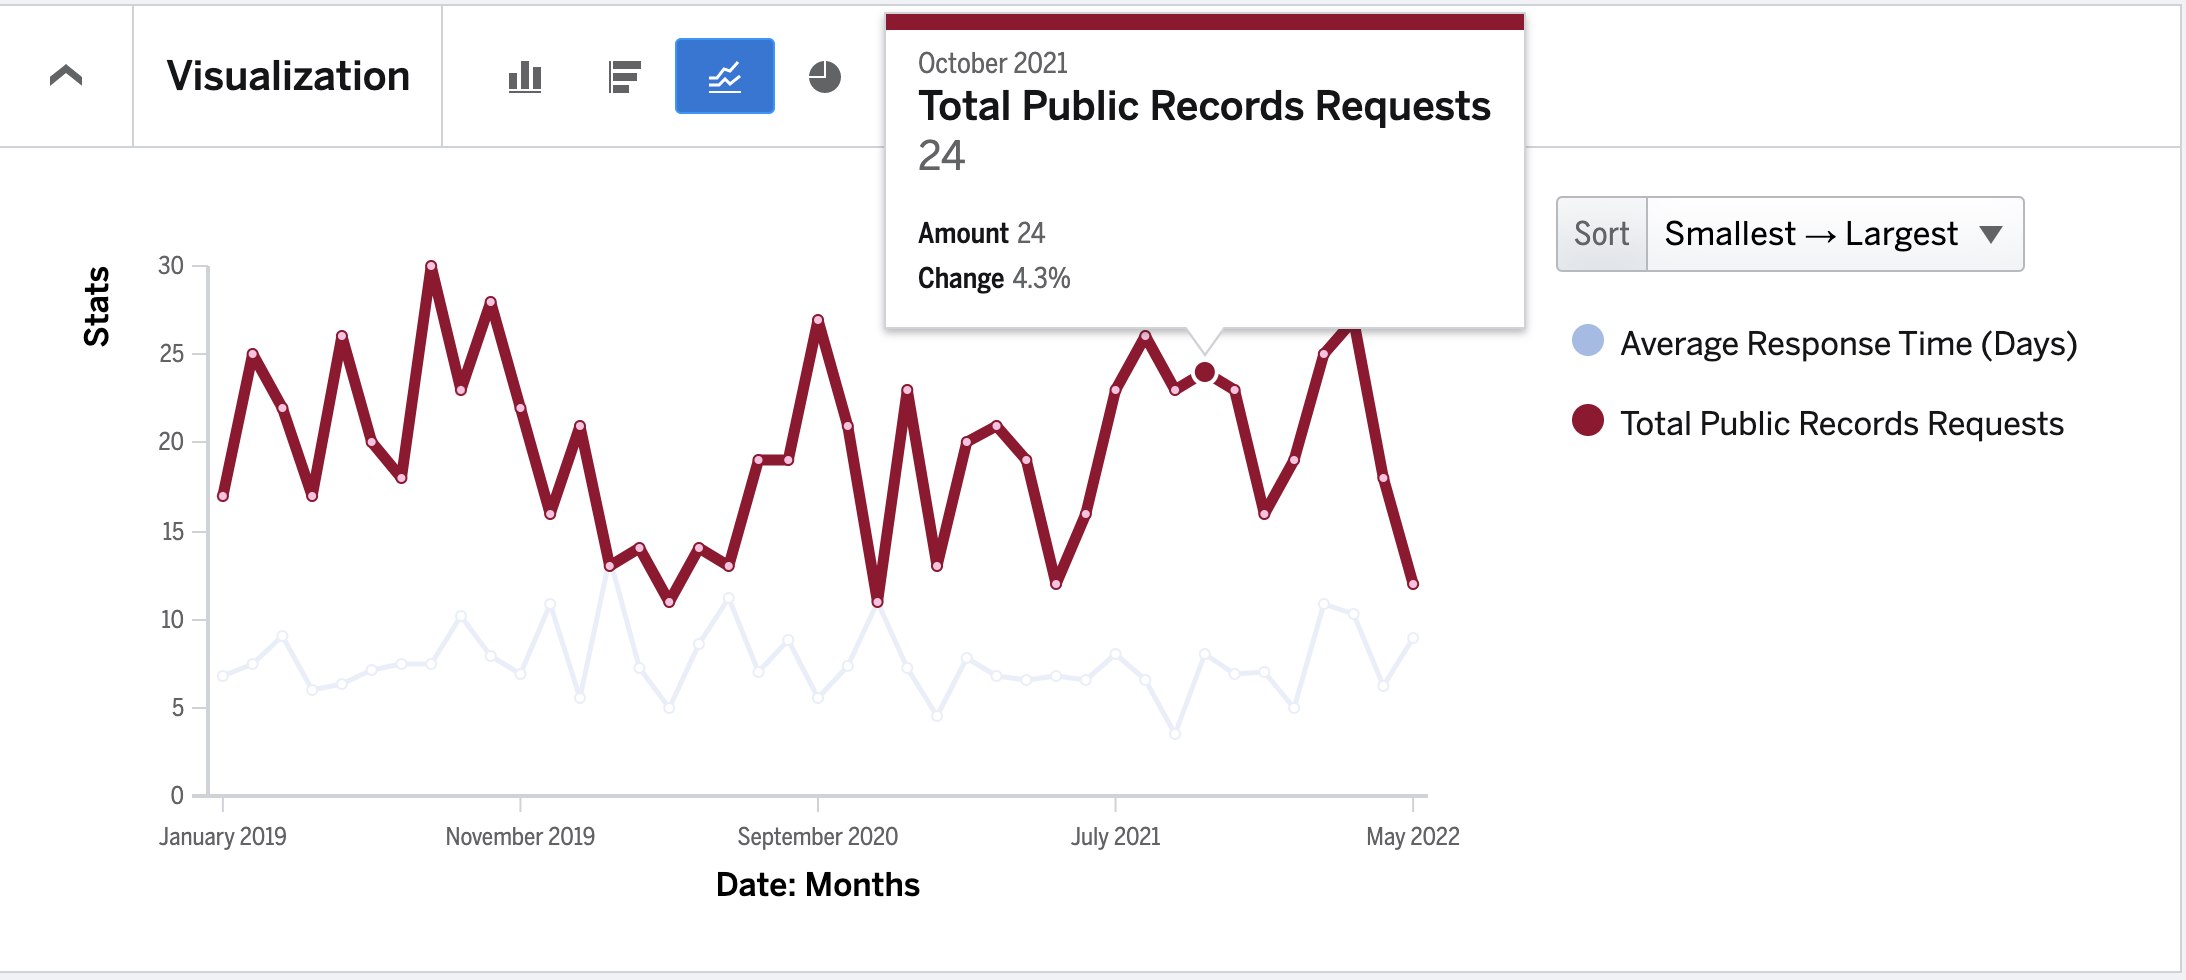 Visualization
October 2021
Total Public Records Requests
24
Amount 24
Change 4.3%
Sort Smallest → Largest
Average Response Time (Days)
Total Public Records Requests
Stats
30
25
20
15
10
5
0
January 2019 November 2019 September 2020 July 2021 May 2022
Date: Months